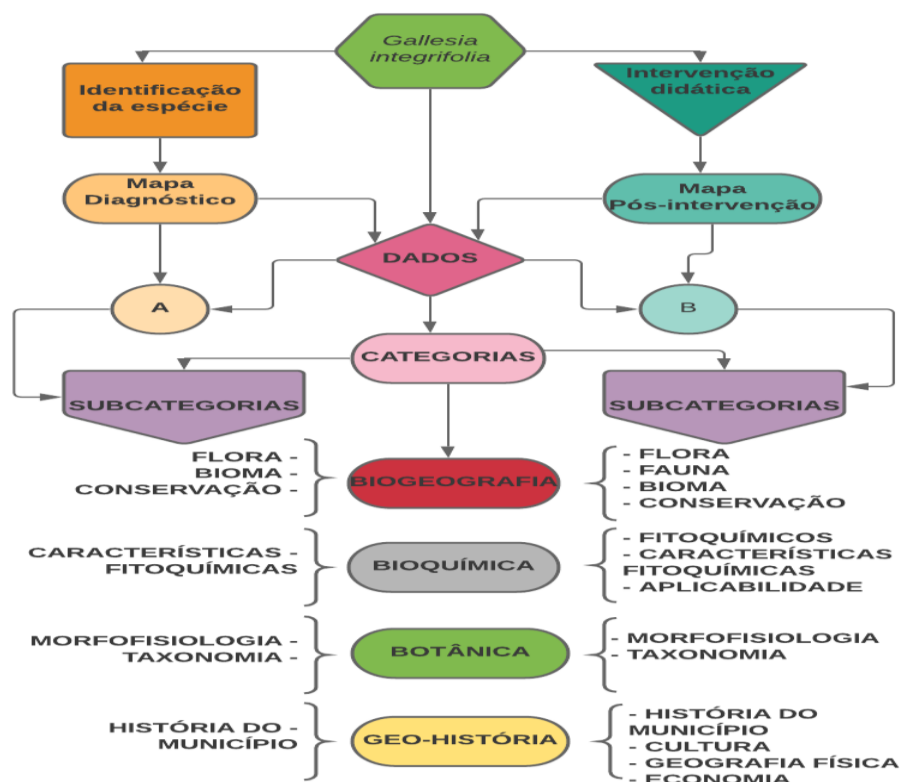 Gallesia
integrifolia
Identificação
da espécie
Intervenção
didática
Mapa
Diagnóstico
Mapa
Pós-intervenção
DADOS
A
B
CATEGORIAS
SUBCATEGORIAS
SUBCATEGORIAS
FLORA -
BIOMA -
CONSERVAÇÃO -
BIOGEOGRAFIA
- FLORA
- FAUNA
- BIOMA
- CONSERVAÇÃO
CARACTERÍSTICAS -
FITOQUÍMICAS
BIOQUÍMICA
- FITOQUÍMICOS
- CARACTERÍSTICAS
FITOQUÍMICAS
- APLICABILIDADE
MORFOFISIOLOGIA -
TAXONOMIA -
BOTÂNICA
- MORFOFISIOLOGIA
- TAXONOMIA
HISTÓRIA DO -
MUNICÍPIO
GEO-HISTÓRIA
- HISTÓRIA DO
MUNICÍPIO
- CULTURA
- GEOGRAFIA FÍSICA
- ECONOMIA